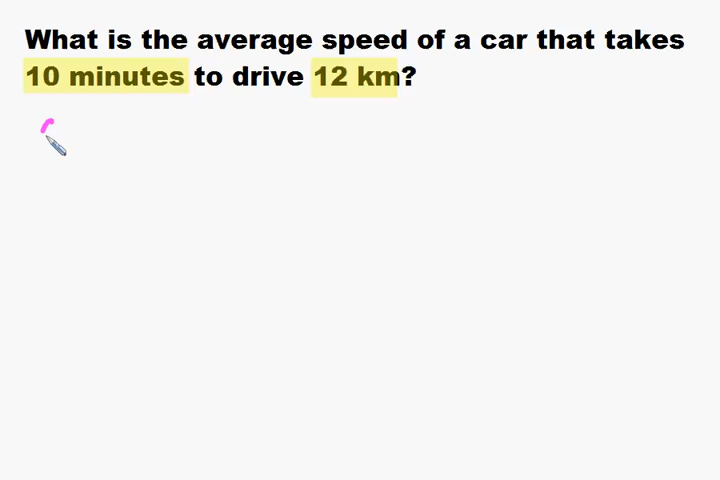 What is the average speed of a car that takes
10 minutes to drive 12 km?